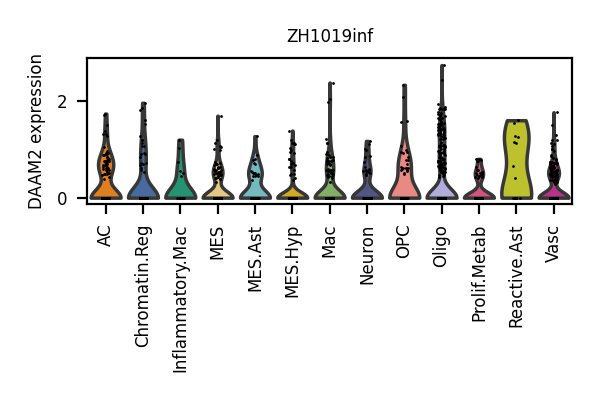 ZH1019inf
DAAM2 expression
2
0
AC
Chromatin.Reg
Inflammatory.Mac
MES
MES.Ast
MES.Hyp
Mac
Neuron
OPC
Oligo
Prolif.Metab
Reactive.Ast
Vasc